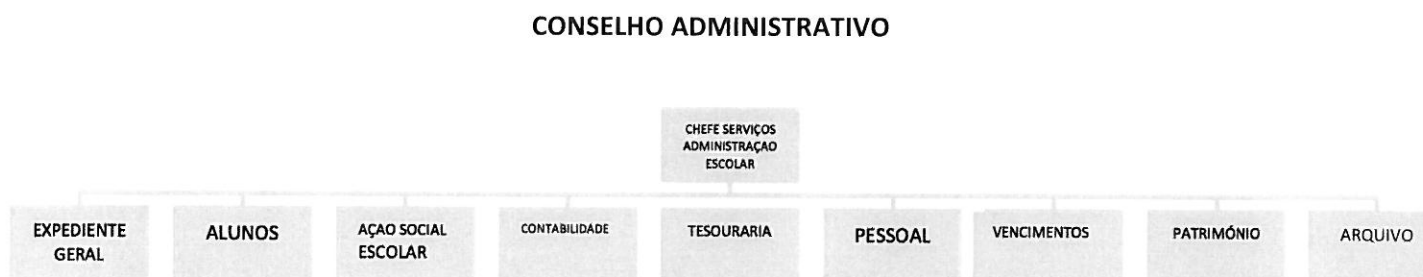 CONSELHO ADMINISTRATIVO
CHEFE SERVIÇOS
ADMINISTRAÇAO
ESCOLAR
EXPEDIENTE
GERAL
ALUNOS
AÇAO SOCIAL
ESCOLAR
CONTABILIDADE
TESOURARIA
PESSOAL
VENCIMENTOS
PATRIMÓNIO
ARQUIVO